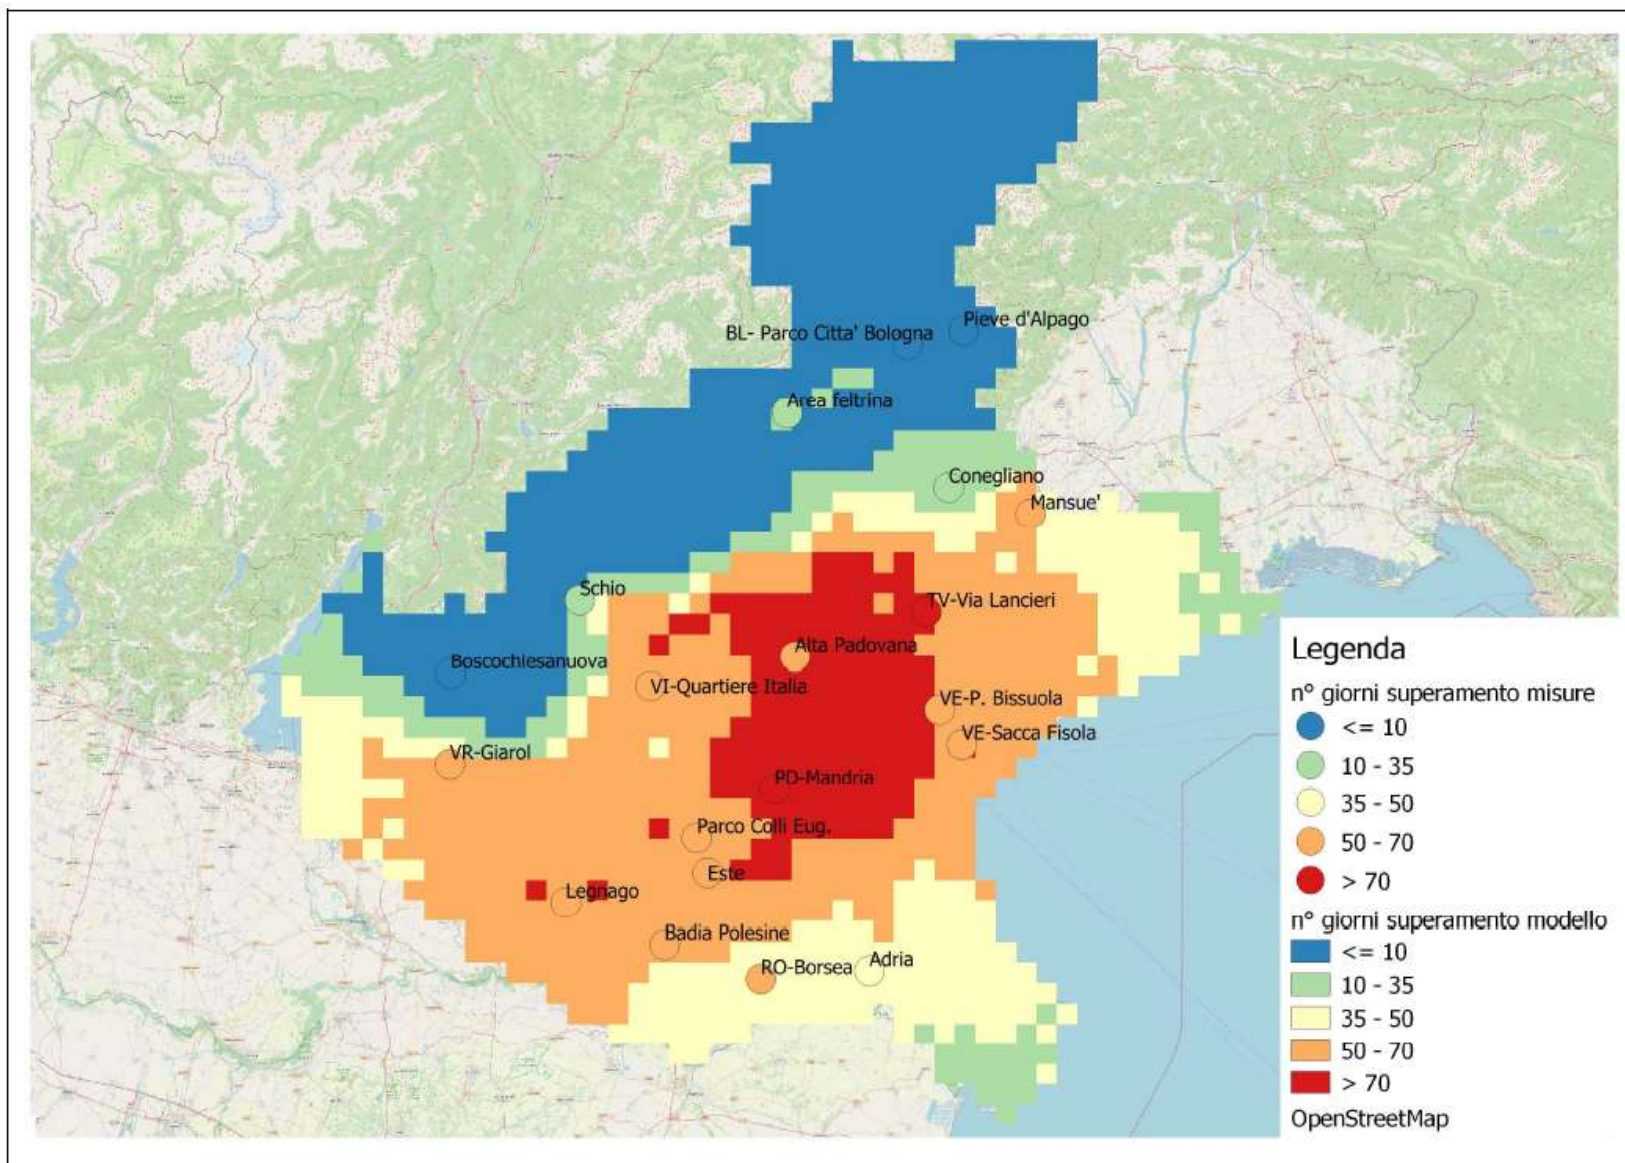 BL- Parco Citta' Bologna
Pieve d'Alpago
Area feltrina
Conegliano
Mansue'
Schio
TV-Via Lancieri
Alta Padovana
Boscochiesanuova
VI-Quartiere Italia
VE-P. Bissuola
VE-Sacca Fisola
VR-Giarol
PD-Mandria
Parco Colli Eug.
Este
Legnago
Badia Polesine
RO-Borsea
Adria
Legenda
n° giorni superamento misure
<= 10
10 - 35
35 - 50
50 - 70
> 70
n° giorni superamento modello
<= 10
10 - 35
35 - 50
50 - 70
> 70
OpenStreetMap